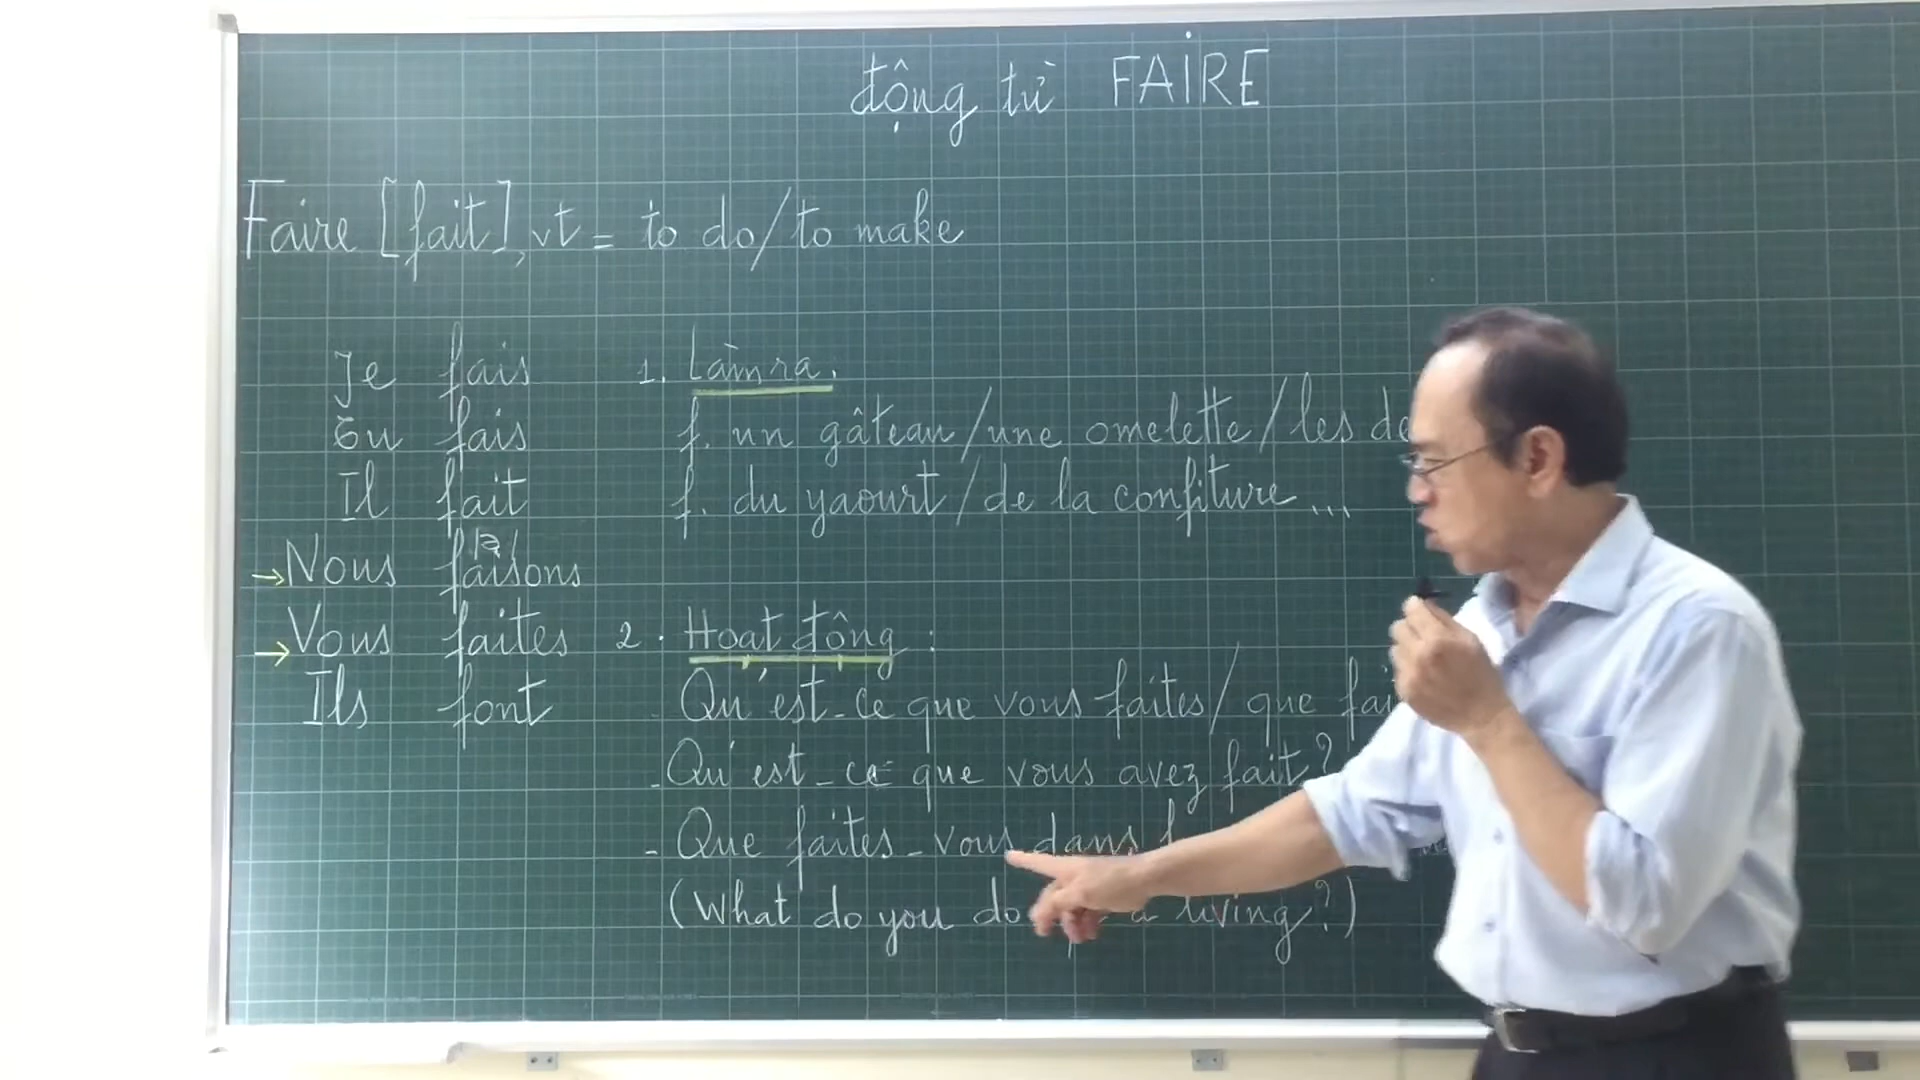 động từ FAIRE
Faire [fait], vt = to do/to make
Je fais
Tu fais
Il fait
→ Nous faisons
→ Vous faites
Ils font
1. Làm ra.
f. un gâteau/une omelette/les
f. du yaourt/de la confiture...
2. Hoạt động:
- Qu'est-ce que vous faites/que
- Qu'est-ce que vous avez fait?
- Que faites-vous dans
(What do you do a living?)